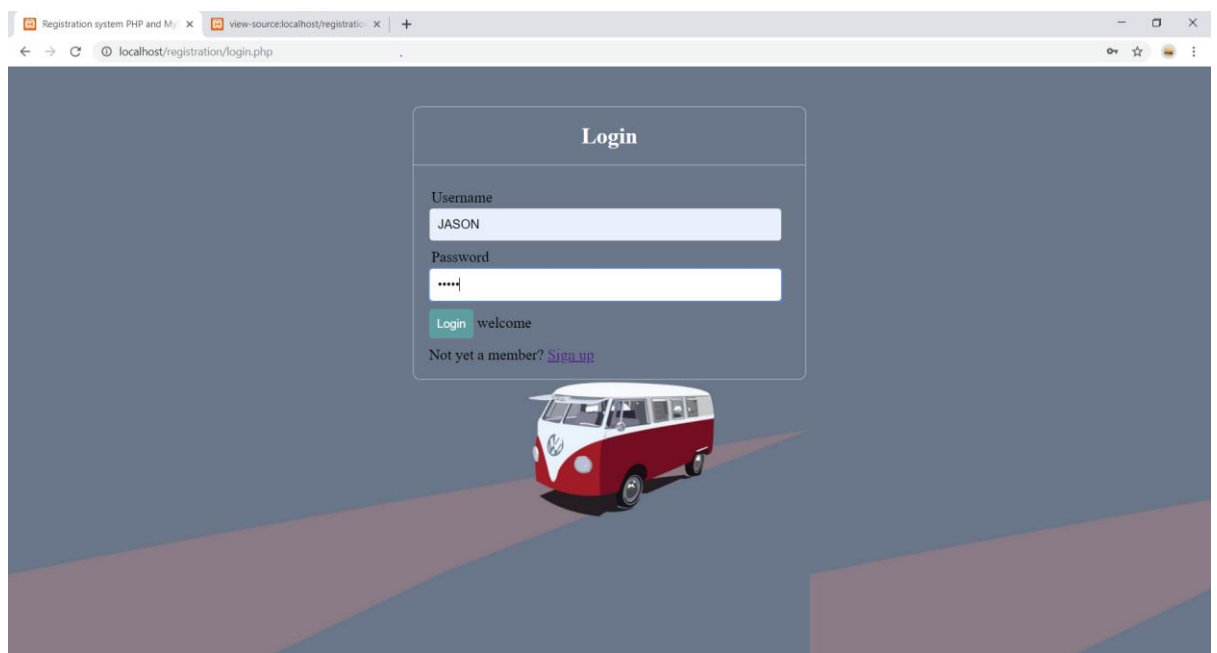 Registration system PHP and My
view-source:localhost/registratio
localhost/registration/login.php
Login
Username
JASON
Password
•••••
Login welcome
Not yet a member? Sign up